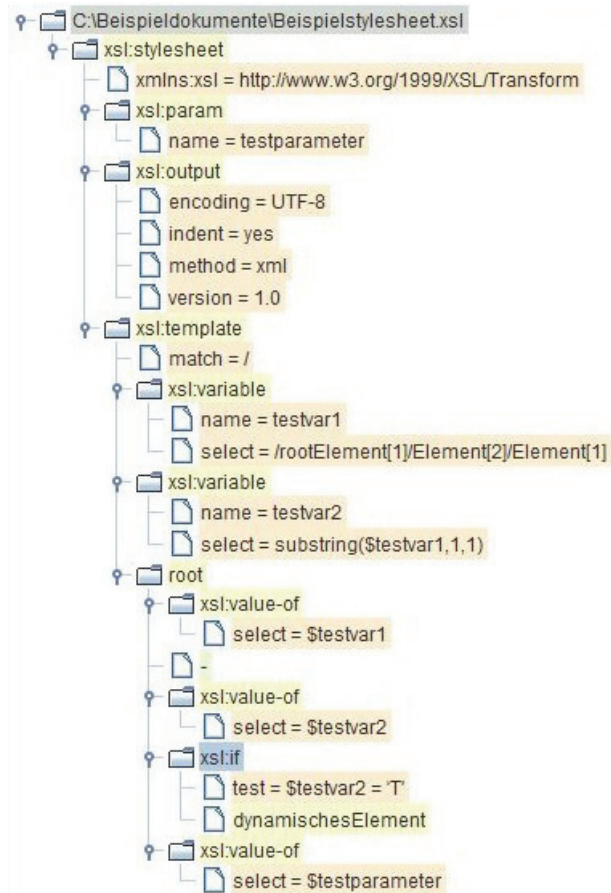 C:\Beispieldokumente\Beispielstylesheet.xsl
xsl:stylesheet
xmlns:xsl = http://www.w3.org/1999/XSL/Transform
xsl:param
name = testparameter
xsl:output
encoding = UTF-8
indent = yes
method = xml
version = 1.0
xsl:template
match = /
xsl:variable
name = testvar1
select = /rootElement[1]/Element[2]/Element[1]
xsl:variable
name = testvar2
select = substring($testvar1,1,1)
root
xsl:value-of
select = $testvar1
-
xsl:value-of
select = $testvar2
xsl:if
test = $testvar2 = 'T'
dynamischesElement
xsl:value-of
select = $testparameter